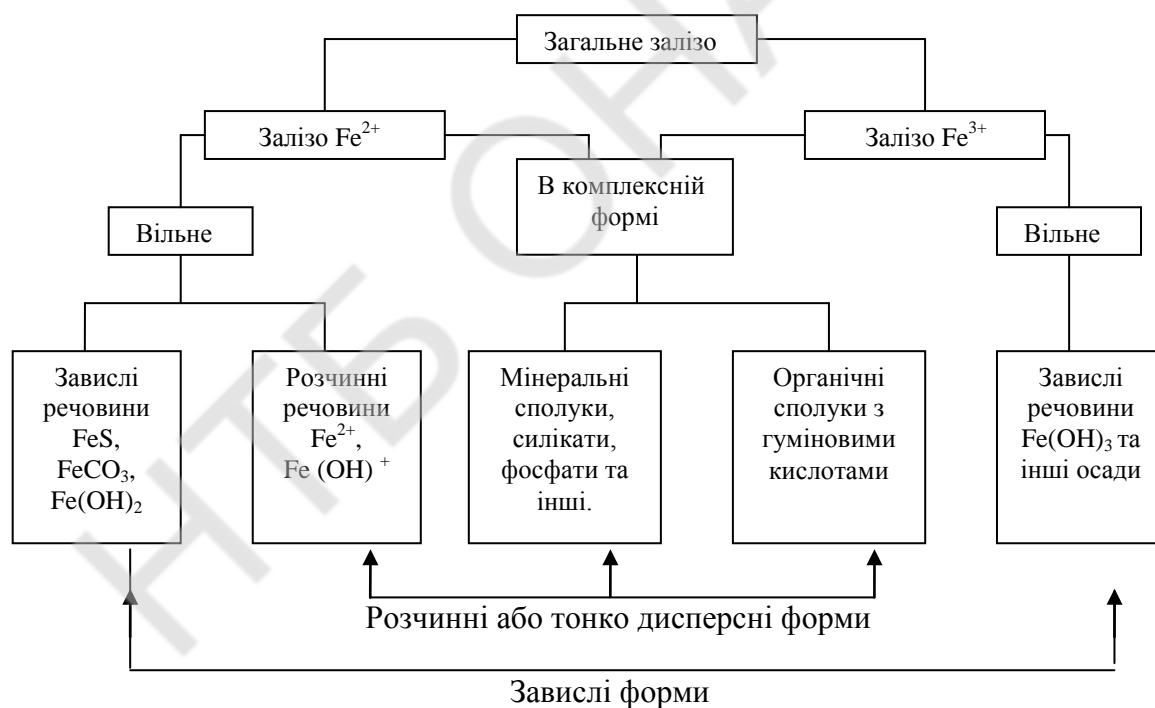 Загальне залізо
Залізо Fe²⁺
Залізо Fe³⁺
В комплексній
формі
Вільне
Вільне
Завислі
речовини
FeS,
FeCO₃,
Fe(OH)₂
Розчинні
речовини
Fe²⁺,
Fe (OH) ⁺
Мінеральні
сполуки,
силікати,
фосфати та
інші.
Органічні
сполуки з
гуміновими
кислотами
Завислі
речовини
Fe(OH)₃ та
інші осади
Розчинні або тонко дисперсні форми
Завислі форми
НТБ ОНА